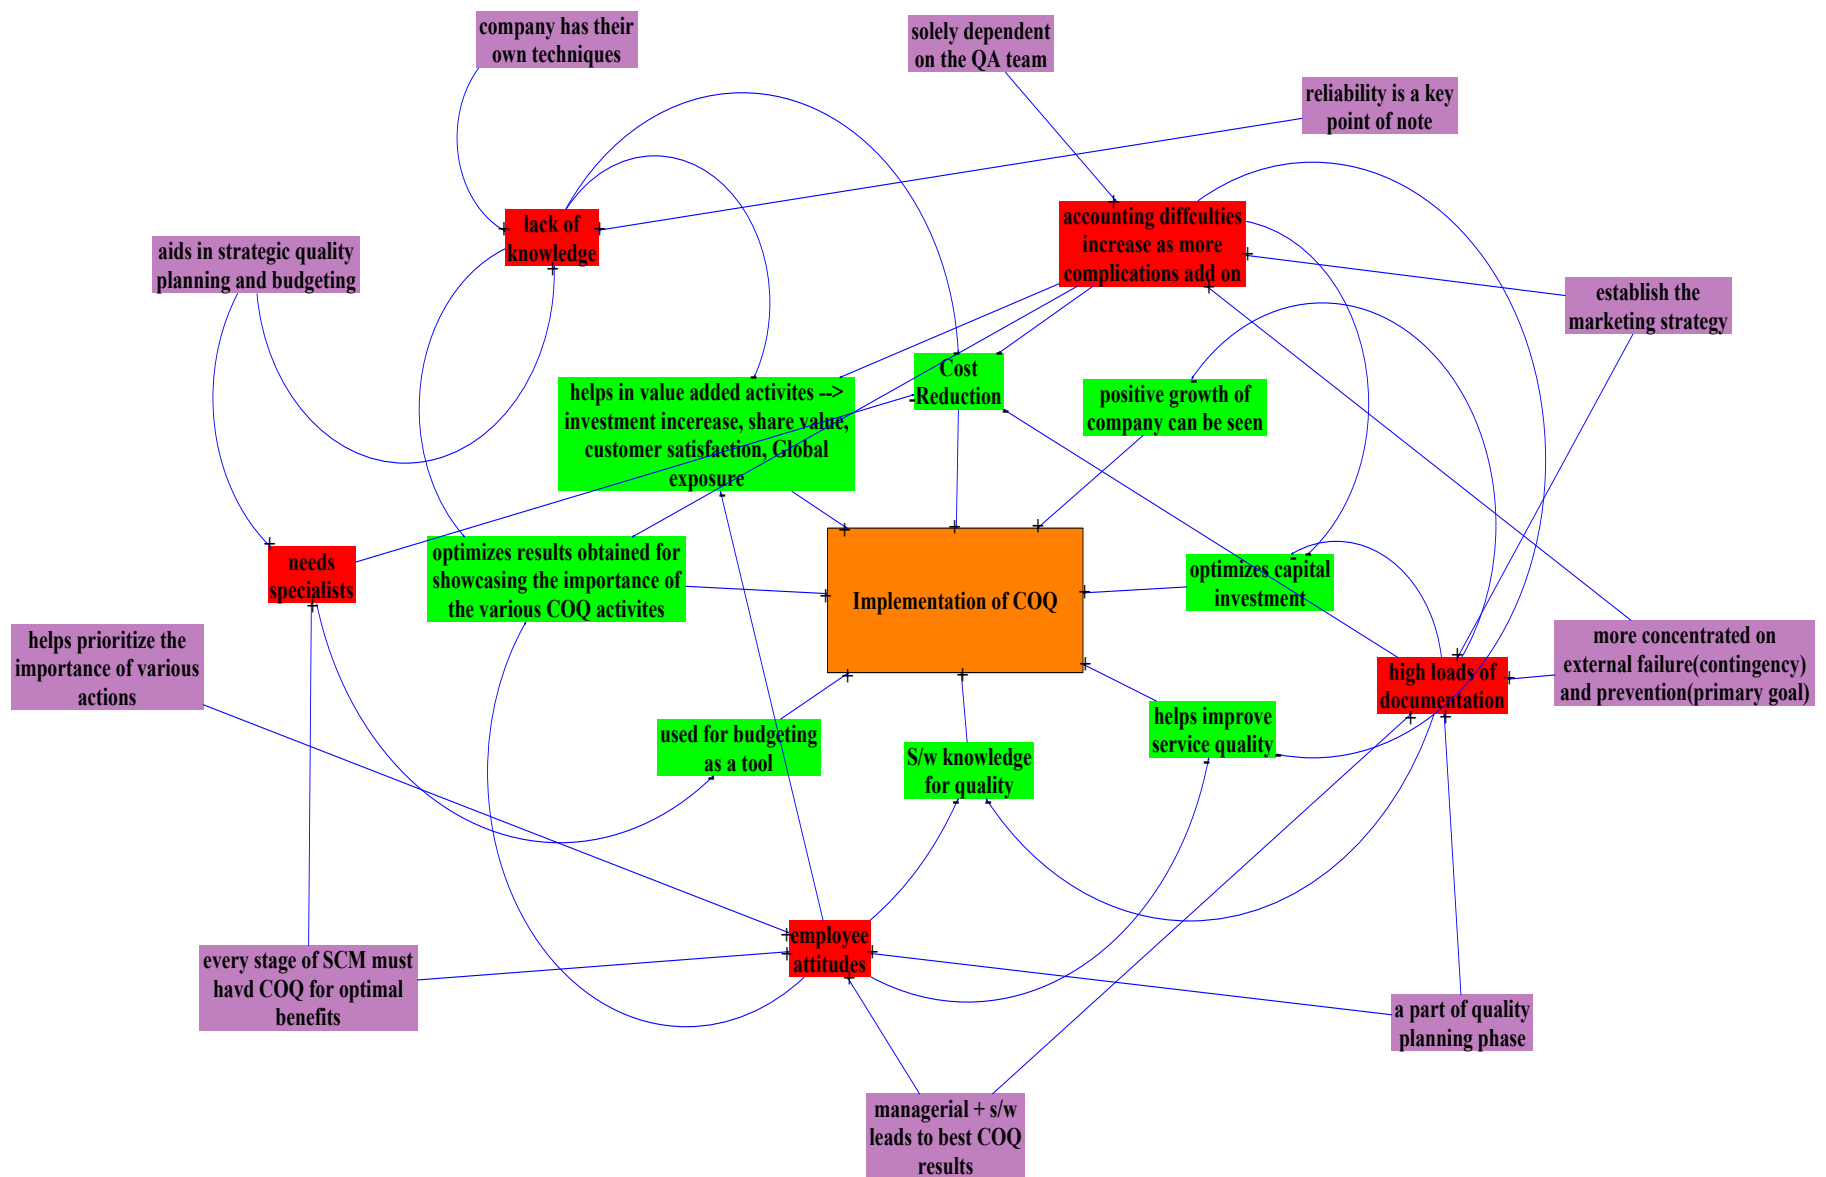 company has their
own techniques
solely dependent
on the QA team
reliability is a key
point of note
lack of
knowledge
accounting diffculties
increase as more
complications add on
aids in strategic quality
planning and budgeting
establish the
marketing strategy
Cost
Reduction
helps in value added activites -->
investment incerease, share value,
customer satisfaction, Global
exposure
positive growth of
company can be seen
needs
specialists
optimizes results obtained for
showcasing the importance of
the various COQ activites
Implementation of COQ
optimizes capital
investment
helps prioritize the
importance of various
actions
more concentrated on
external failure(contingency)
and prevention(primary goal)
high loads of
documentation
used for budgeting
as a tool
S/w knowledge
for quality
helps improve
service quality
employee
attitudes
every stage of SCM must
havd COQ for optimal
benefits
a part of quality
planning phase
managerial + s/w
leads to best COQ
results